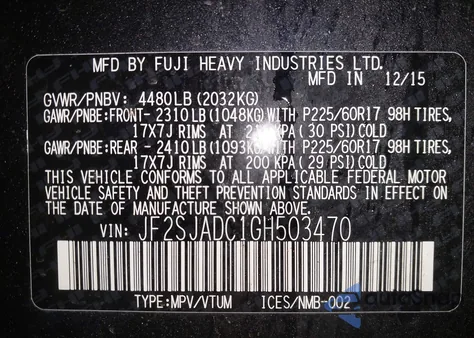 MFD BY FUJI HEAVY INDUSTRIES LTD.
MFD IN 12/15
GVWR/PNBV: 4480LB (2032KG)
GAWR/PNBE:FRONT- 2310LB (1048KG) WITH P225/60R17 98H TIRES,
17X7J RIMS AT KPA (30 PSI) COLD
GAWR/PNBE:REAR - 2410LB (1093KG) WITH P225/60R17 98H TIRES,
17X7J RIMS AT 200 KPA (29 PSI) COLD
THIS VEHICLE CONFORMS TO ALL APPLICABLE FEDERAL MOTOR
VEHICLE SAFETY AND THEFT PREVENTION STANDARDS IN EFFECT ON
THE DATE OF MANUFACTURE SHOWN ABOVE.
VIN: JF2SJADC1GH503470
TYPE:MPV/VTUM ICES/NMB-002